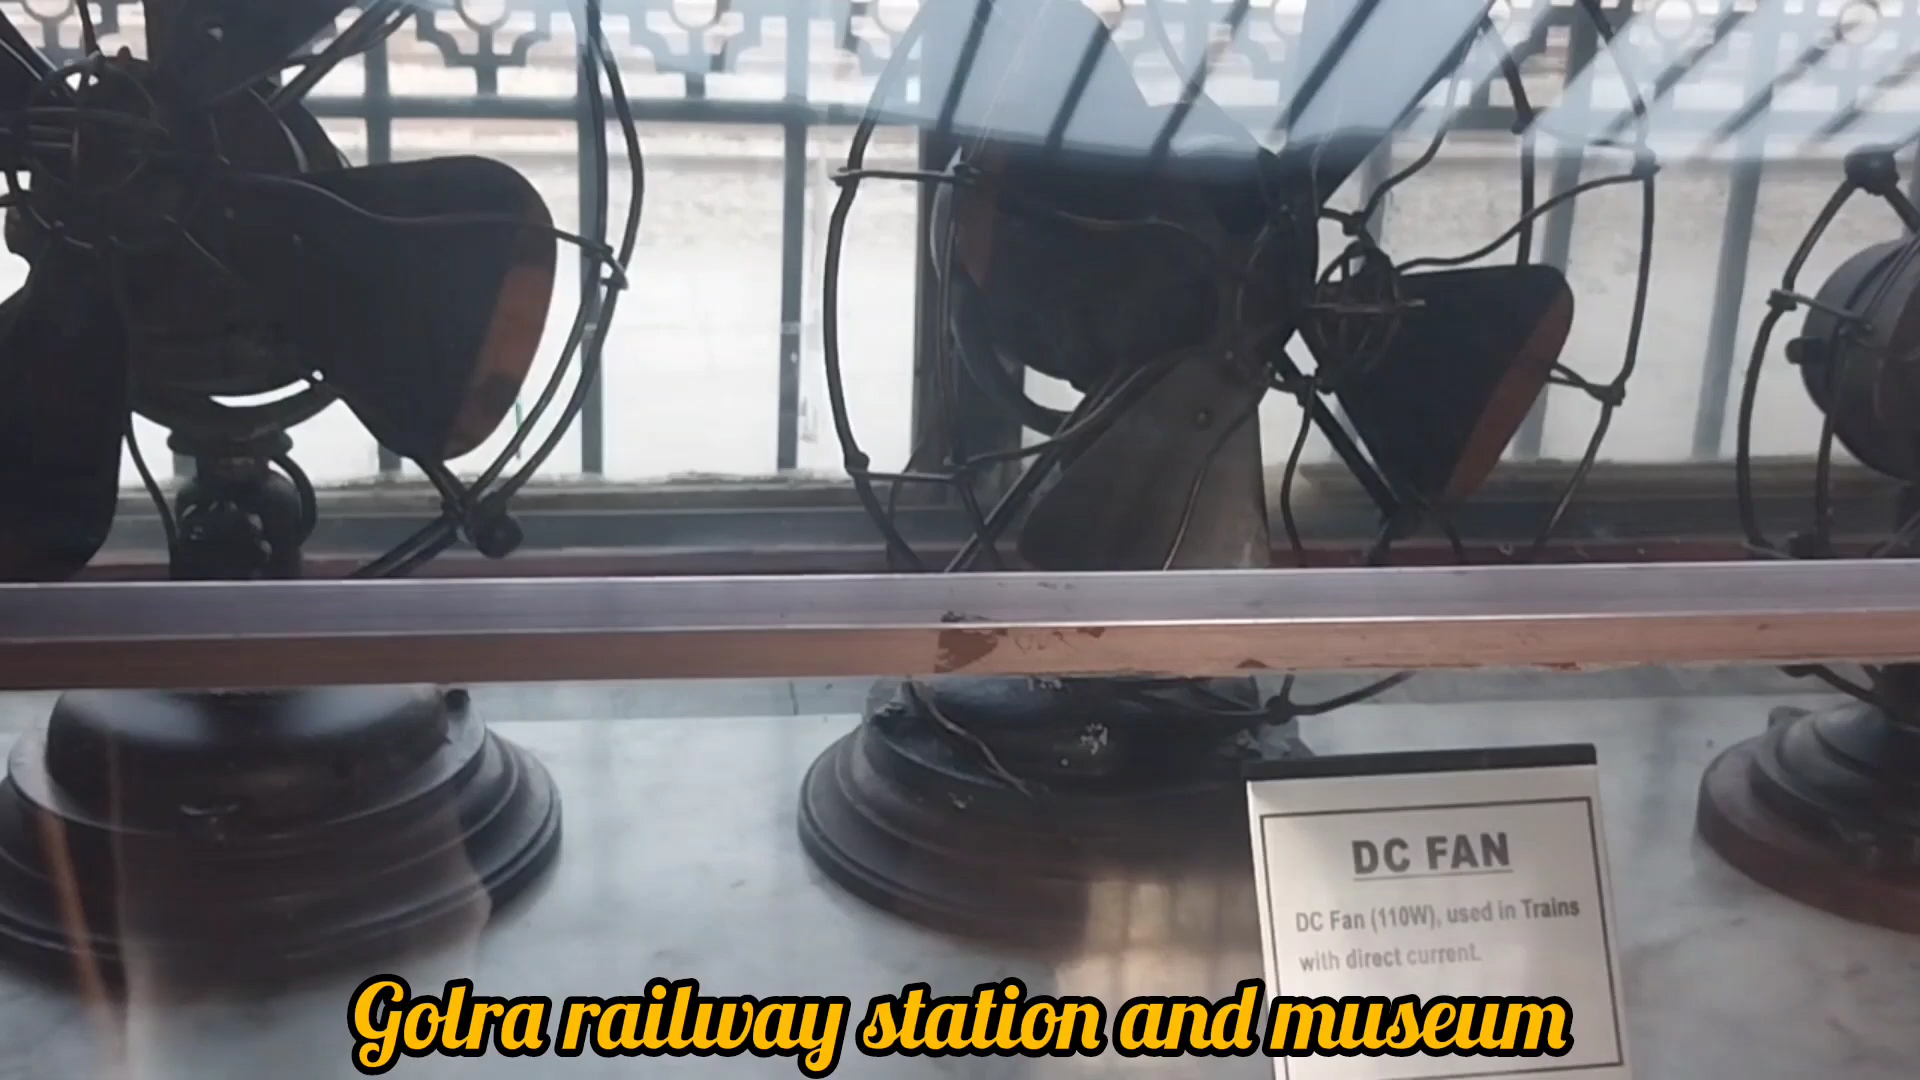 DC FAN
DC Fan (110W), used in Trains
with direct current.
Golra railway station and museum